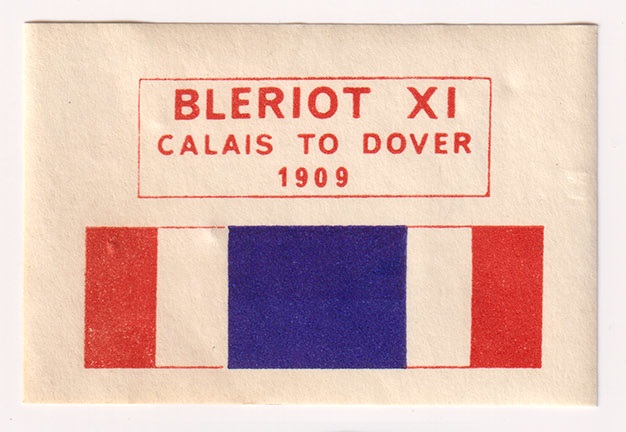 BLERIOT XI
CALAIS TO DOVER
1909